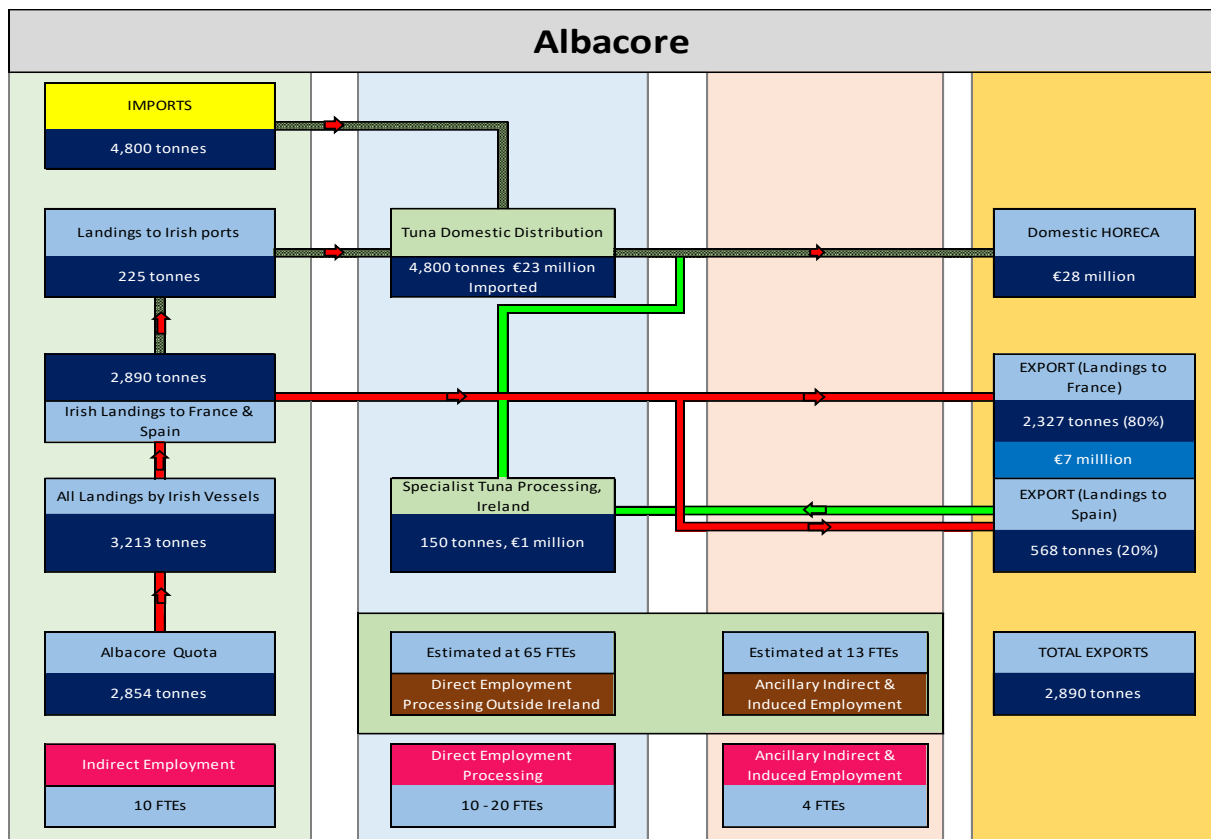 Albacore
IMPORTS
4,800 tonnes
Landings to Irish ports
225 tonnes
2,890 tonnes
Irish Landings to France &
Spain
All Landings by Irish Vessels
3,213 tonnes
Albacore Quota
2,854 tonnes
Indirect Employment
10 FTEs
Tuna Domestic Distribution
4,800 tonnes €23 million
Imported
Specialist Tuna Processing,
Ireland
150 tonnes, €1 million
Estimated at 65 FTEs
Direct Employment
Processing Outside Ireland
Direct Employment
Processing
10 - 20 FTEs
Estimated at 13 FTEs
Ancillary Indirect &
Induced Employment
Ancillary Indirect &
Induced Employment
4 FTEs
Domestic HORECA
€28 million
EXPORT (Landings to
France)
2,327 tonnes (80%)
€7 milllion
EXPORT (Landings to
Spain)
568 tonnes (20%)
TOTAL EXPORTS
2,890 tonnes